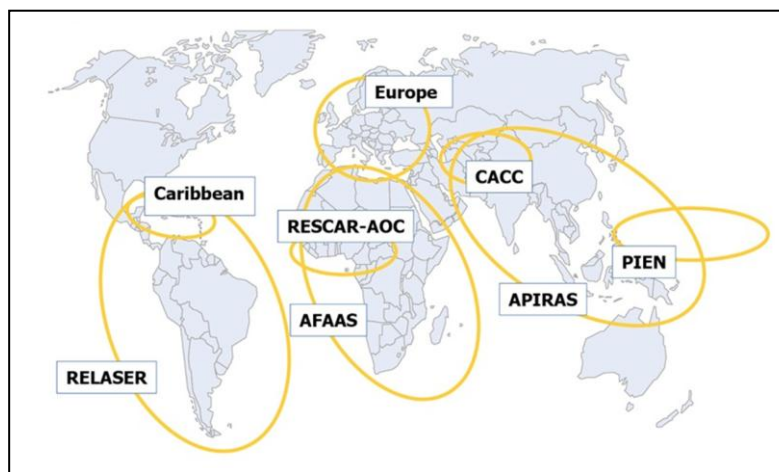 Europe
CACC
Caribbean
RESCAR-AOC
PIEN
APIRAS
AFAAS
RELASER